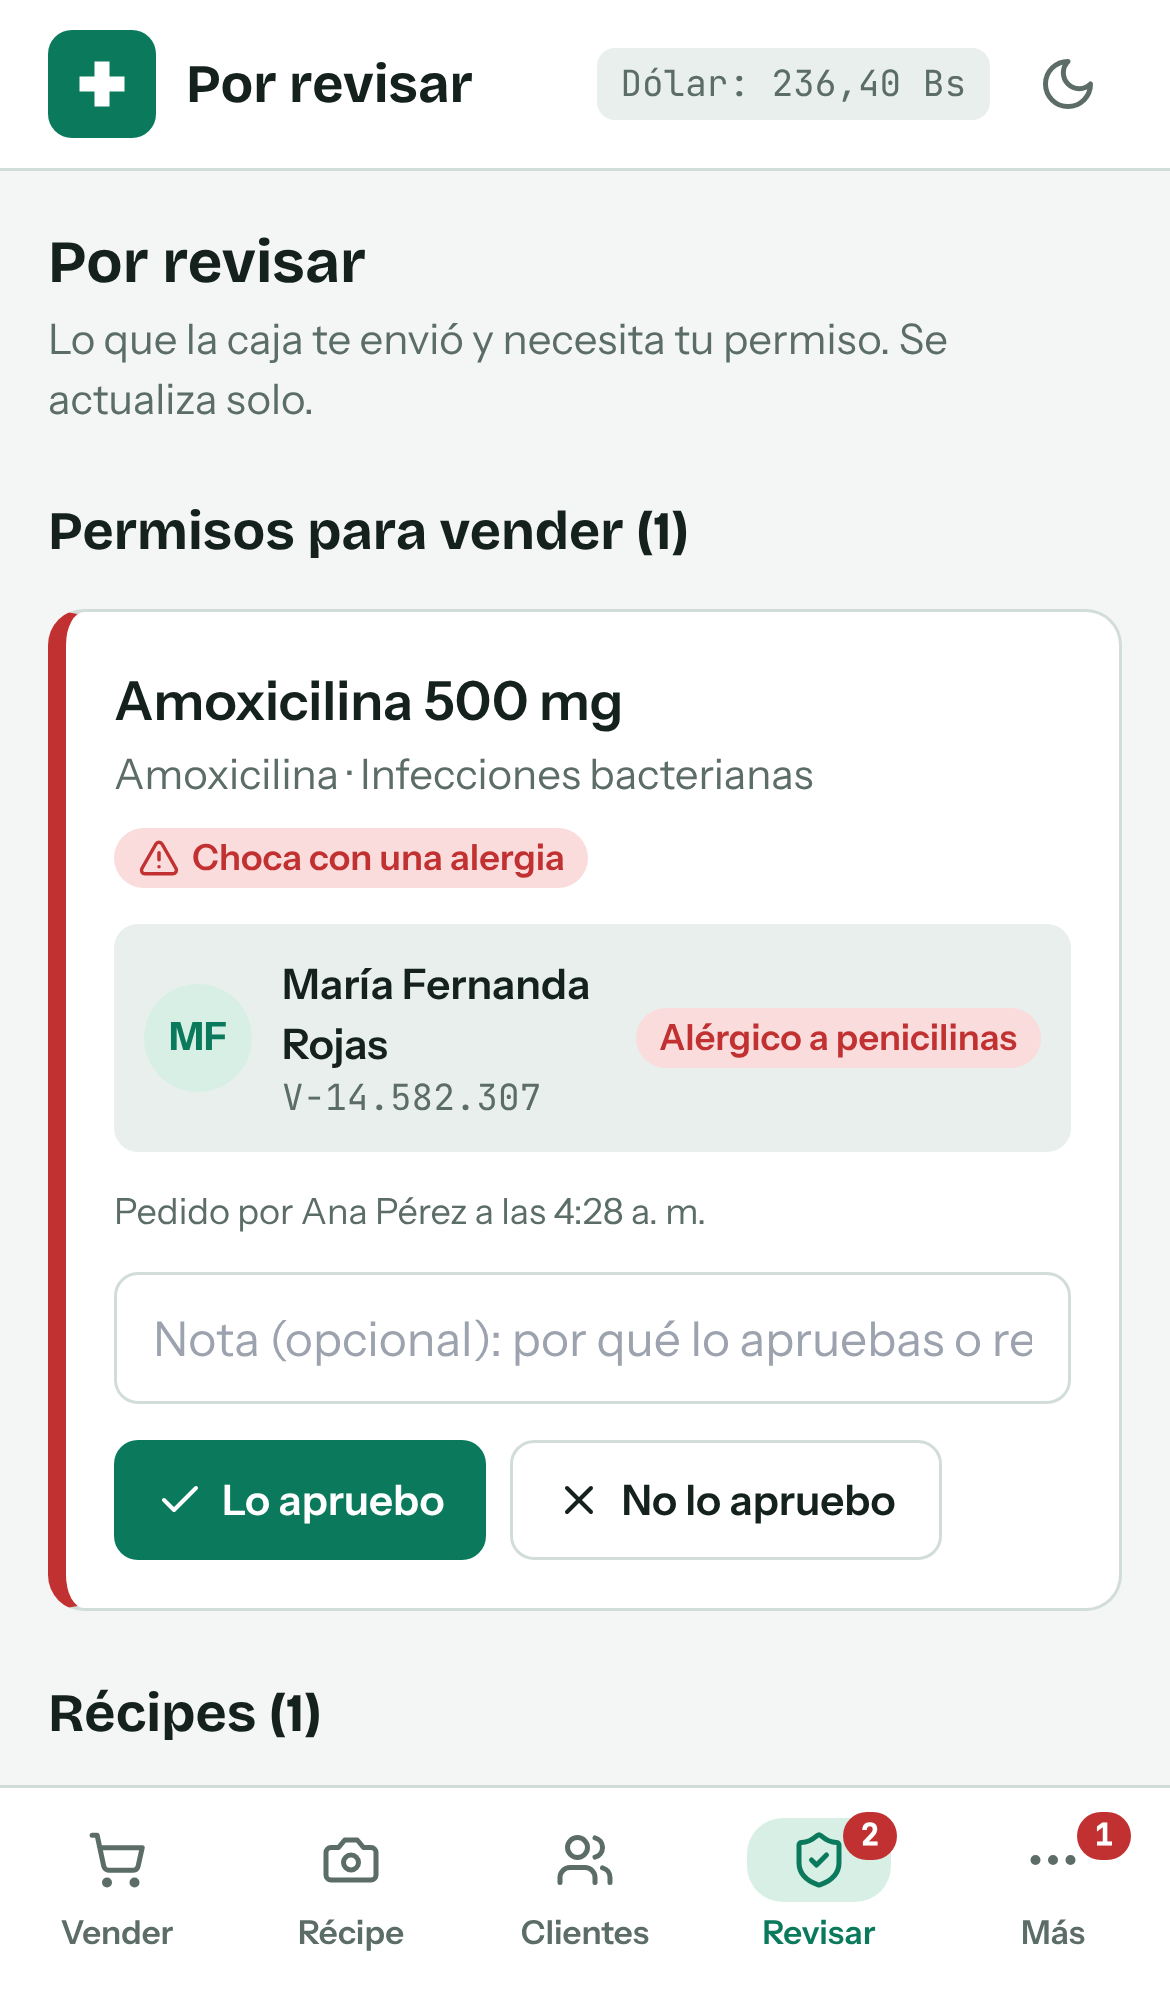 Por revisar
Dólar: 236,40 Bs
Por revisar
Lo que la caja te envió y necesita tu permiso. Se
actualiza solo.
Permisos para vender (1)
Amoxicilina 500 mg
Amoxicilina · Infecciones bacterianas
Choca con una alergia
MF
María Fernanda
Rojas
V-14.582.307
Alérgico a penicilinas
Pedido por Ana Pérez a las 4:28 a. m.
Nota (opcional): por qué lo apruebas o re
Lo apruebo
No lo apruebo
Récipes (1)
2
1
Vender
Récipe
Clientes
Revisar
Más